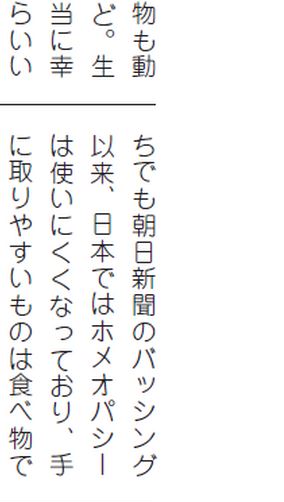 物も動
ど。生
当に幸
らいい
ちでも朝日新聞のバッシング
以来、日本ではホメオパシー
は使いにくくなっており、手
に取りやすいものは食べ物で